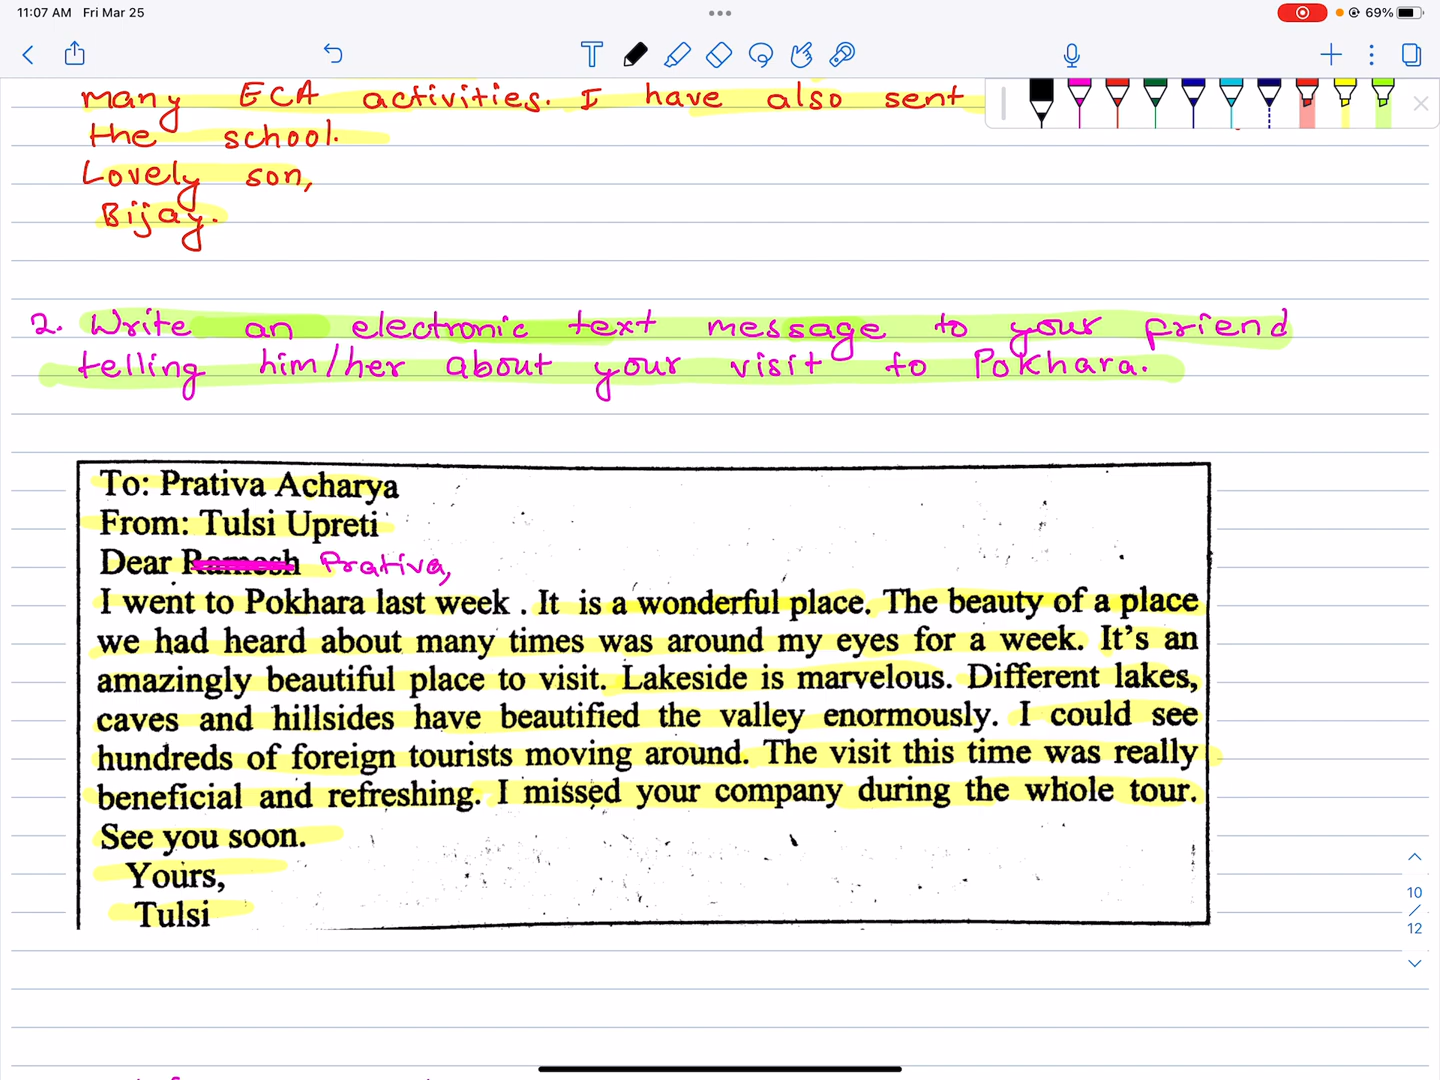 11:07 AM Fri Mar 25
69%
many ECA activities. I have also sent
the school.
Lovely son,
Bijay.
2. Write an electronic text message to your friend
telling him/her about your visit to Pokhara.
To: Prativa Acharya
From: Tulsi Upreti
Dear Ramesh Prativa,
I went to Pokhara last week . It is a wonderful place. The beauty of a place
we had heard about many times was around my eyes for a week. It's an
amazingly beautiful place to visit. Lakeside is marvelous. Different lakes,
caves and hillsides have beautified the valley enormously. I could see
hundreds of foreign tourists moving around. The visit this time was really
beneficial and refreshing. I missed your company during the whole tour.
See you soon.
Yours,
Tulsi
10
/
12